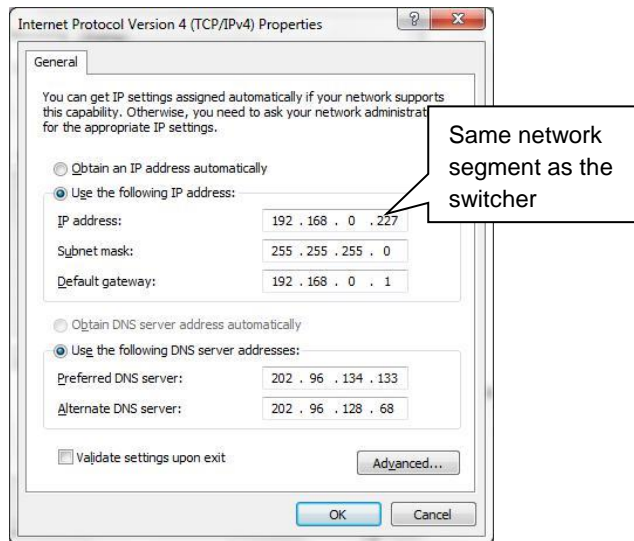 Internet Protocol Version 4 (TCP/IPv4) Properties
General
You can get IP settings assigned automatically if your network supports
this capability. Otherwise, you need to ask your network administrat
for the appropriate IP settings.
Same network
segment as the
switcher
Obtain an IP address automatically
Use the following IP address:
IP address: 192 . 168 . 0 . 227
Subnet mask: 255 . 255 . 255 . 0
Default gateway: 192 . 168 . 0 . 1
Obtain DNS server address automatically
Use the following DNS server addresses:
Preferred DNS server: 202 . 96 . 134 . 133
Alternate DNS server: 202 . 96 . 128 . 68
Validate settings upon exit
Advanced...
OK Cancel